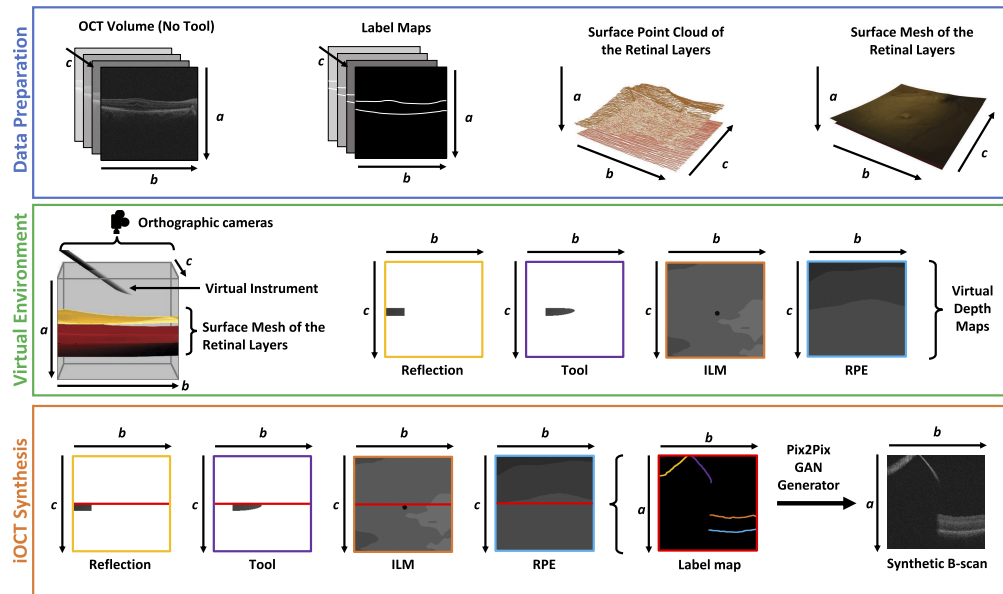 Data Preparation
OCT Volume (No Tool)
c
a
b
Label Maps
c
a
b
Surface Point Cloud of
the Retinal Layers
a
b
c
Surface Mesh of the
Retinal Layers
a
b
c
Virtual Environment
Orthographic cameras
c
Virtual Instrument
a
Surface Mesh of the
Retinal Layers
b
b
c
Reflection
b
c
Tool
b
c
ILM
b
c
RPE
Virtual
Depth
Maps
iOCT Synthesis
b
c
Reflection
b
c
Tool
b
c
ILM
b
c
RPE
b
a
Label map
Pix2Pix
GAN
Generator
b
a
Synthetic B-scan